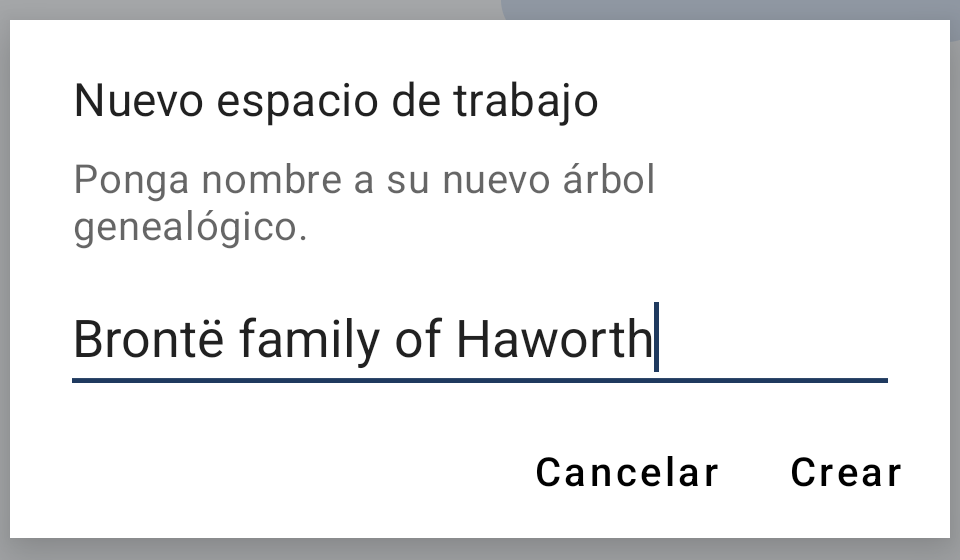 Nuevo espacio de trabajo
Ponga nombre a su nuevo árbol
genealógico.
Brontë family of Haworth
Cancelar Crear